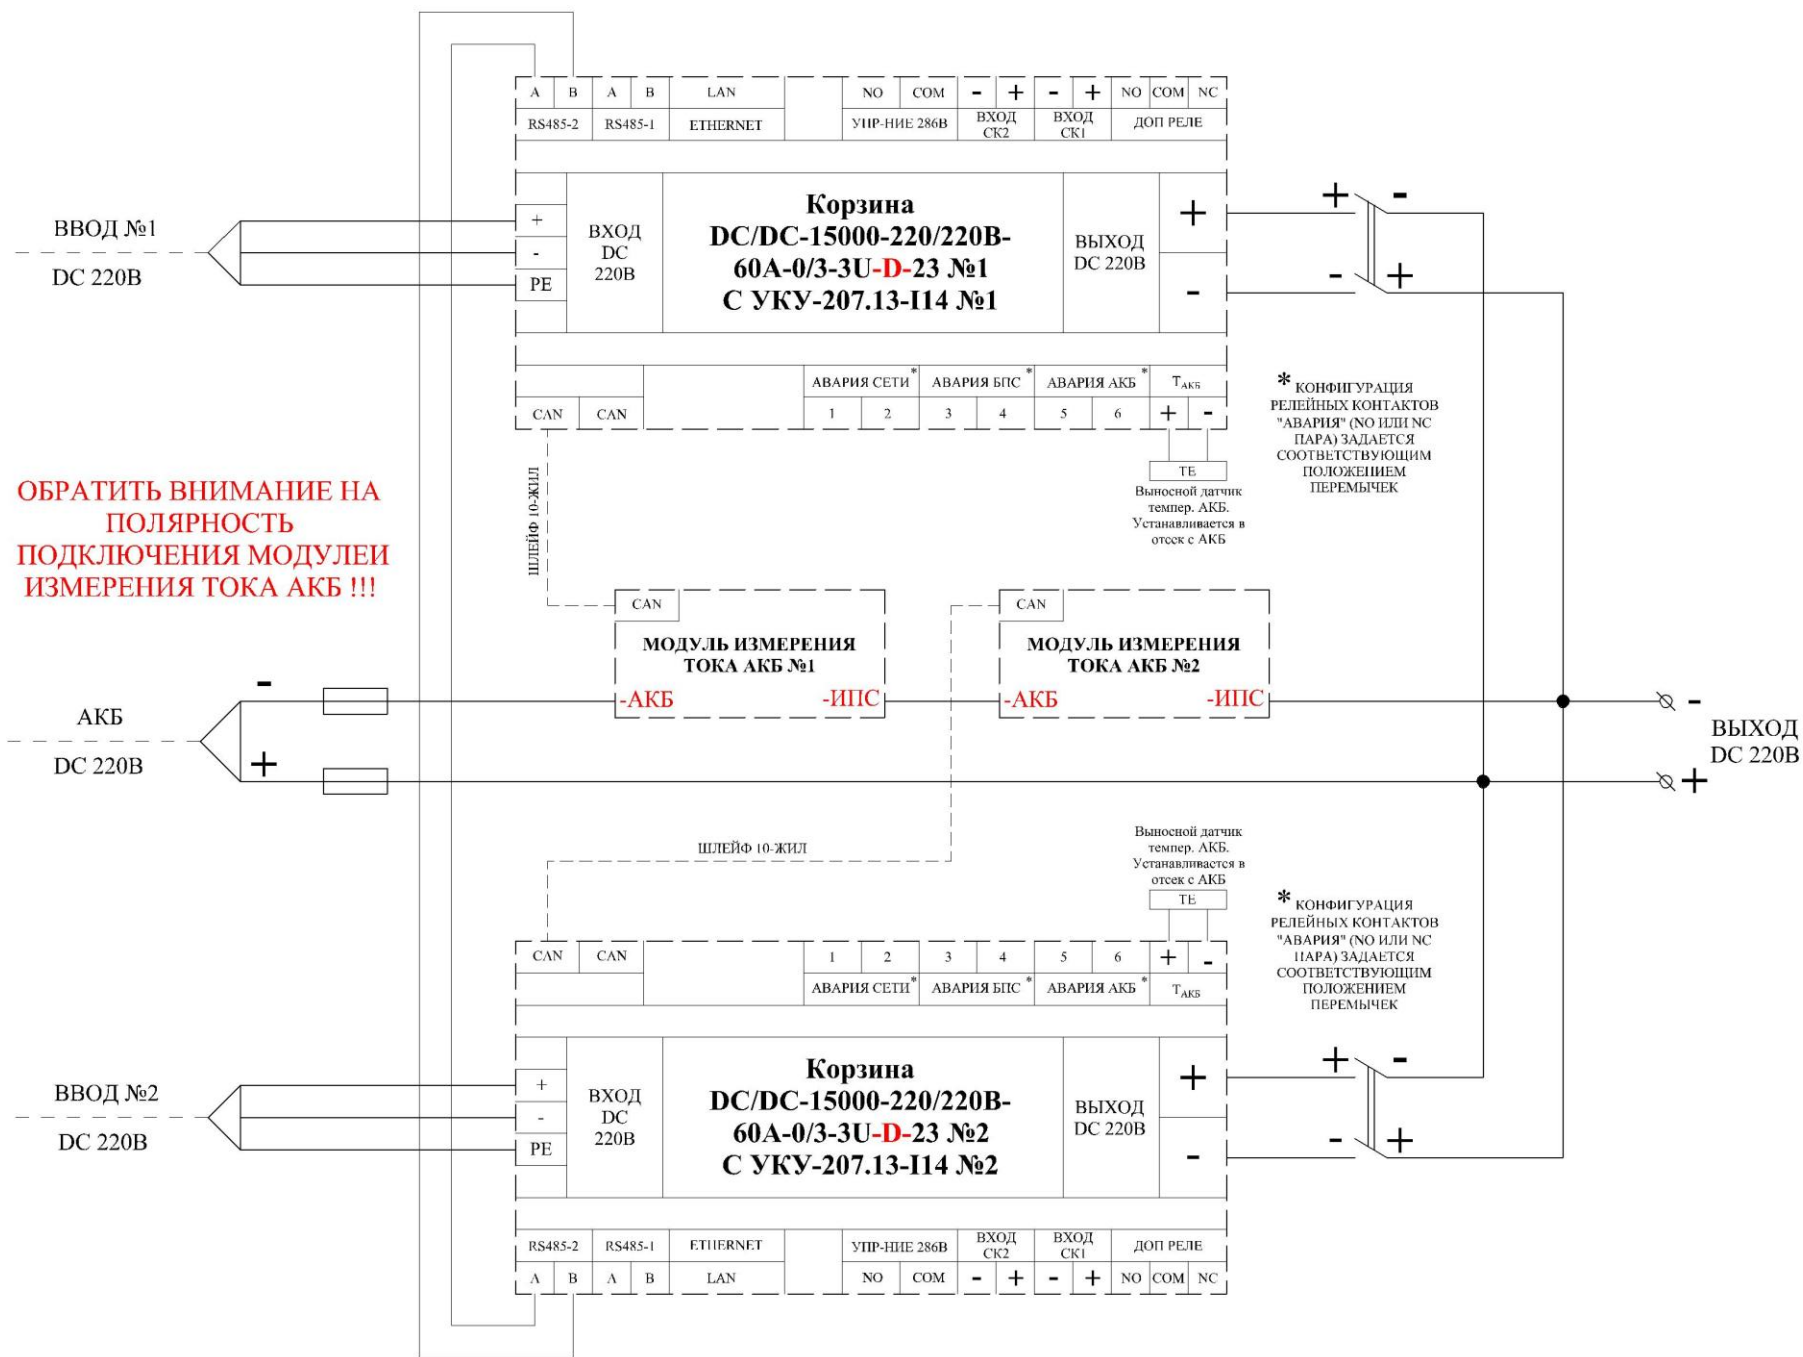 A B A B LAN NO COM - + - + NO COM NC
RS485-2 RS485-1 ETHERNET УПР-НИЕ 286В ВХОД СК2 ВХОД СК1 ДОП РЕЛЕ
ВВОД №1
DC 220В
+
-
PE
ВХОД
DC
220В
Корзина
DC/DC-15000-220/220В-
60А-0/3-3U-D-23 №1
С УКУ-207.13-I14 №1
ВЫХОД
DC 220В
+
-
+ -
- +
АВАРИЯ СЕТИ* АВАРИЯ БПС* АВАРИЯ АКБ* TАКБ
CAN CAN 1 2 3 4 5 6 + -
ШЛЕЙФ 10-ЖИЛ
TE
Выносной датчик
темпер. АКБ.
Устанавливается в
отсек с АКБ
* КОНФИГУРАЦИЯ
РЕЛЕЙНЫХ КОНТАКТОВ
"АВАРИЯ" (NO ИЛИ NC
ПАРА) ЗАДАЕТСЯ
СООТВЕТСТВУЮЩИМ
ПОЛОЖЕНИЕМ
ПЕРЕМЫЧЕК
ОБРАТИТЬ ВНИМАНИЕ НА
ПОЛЯРНОСТЬ
ПОДКЛЮЧЕНИЯ МОДУЛЕИ
ИЗМЕРЕНИЯ ТОКА АКБ !!!
CAN
МОДУЛЬ ИЗМЕРЕНИЯ
ТОКА АКБ №1
-АКБ -ИПС
CAN
МОДУЛЬ ИЗМЕРЕНИЯ
ТОКА АКБ №2
-АКБ -ИПС
-
АКБ
DC 220В
+
-
ВЫХОД
DC 220В
+
ШЛЕЙФ 10-ЖИЛ
Выносной датчик
темпер. АКБ.
Устанавливается в
отсек с АКБ
TE
* КОНФИГУРАЦИЯ
РЕЛЕЙНЫХ КОНТАКТОВ
"АВАРИЯ" (NO ИЛИ NC
ПАРА) ЗАДАЕТСЯ
СООТВЕТСТВУЮЩИМ
ПОЛОЖЕНИЕМ
ПЕРЕМЫЧЕК
CAN CAN 1 2 3 4 5 6 + -
АВАРИЯ СЕТИ* АВАРИЯ БПС* АВАРИЯ АКБ* TАКБ
ВВОД №2
DC 220В
+
-
PE
ВХОД
DC
220В
Корзина
DC/DC-15000-220/220В-
60А-0/3-3U-D-23 №2
С УКУ-207.13-I14 №2
ВЫХОД
DC 220В
+
-
+ -
- +
RS485-2 RS485-1 ETHERNET УПР-НИЕ 286В ВХОД СК2 ВХОД СК1 ДОП РЕЛЕ
A B A B LAN NO COM - + - + NO COM NC